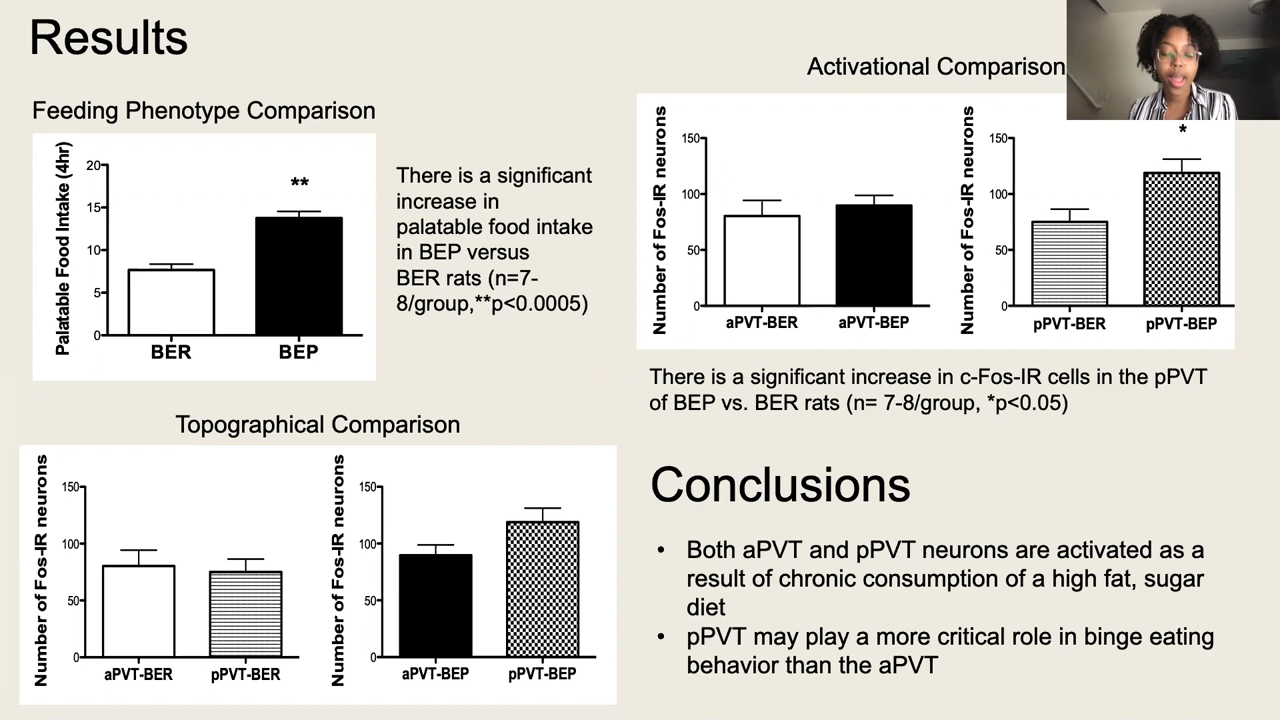 Results
Feeding Phenotype Comparison
Palatable Food Intake (4hr)
20
15
10
5
0
**
BER
BEP
There is a significant
increase in
palatable food intake
in BEP versus
BER rats (n=7-
8/group,**p<0.0005)
Activational Comparison
Number of Fos-IR neurons
150
100
50
0
aPVT-BER
aPVT-BEP
Number of Fos-IR neurons
150
100
50
0
*
pPVT-BER
pPVT-BEP
There is a significant increase in c-Fos-IR cells in the pPVT
of BEP vs. BER rats (n= 7-8/group, *p<0.05)
Topographical Comparison
Number of Fos-IR neurons
150
100
50
0
aPVT-BER
pPVT-BER
Number of Fos-IR neurons
150
100
50
0
aPVT-BEP
pPVT-BEP
Conclusions
• Both aPVT and pPVT neurons are activated as a
result of chronic consumption of a high fat, sugar
diet
• pPVT may play a more critical role in binge eating
behavior than the aPVT